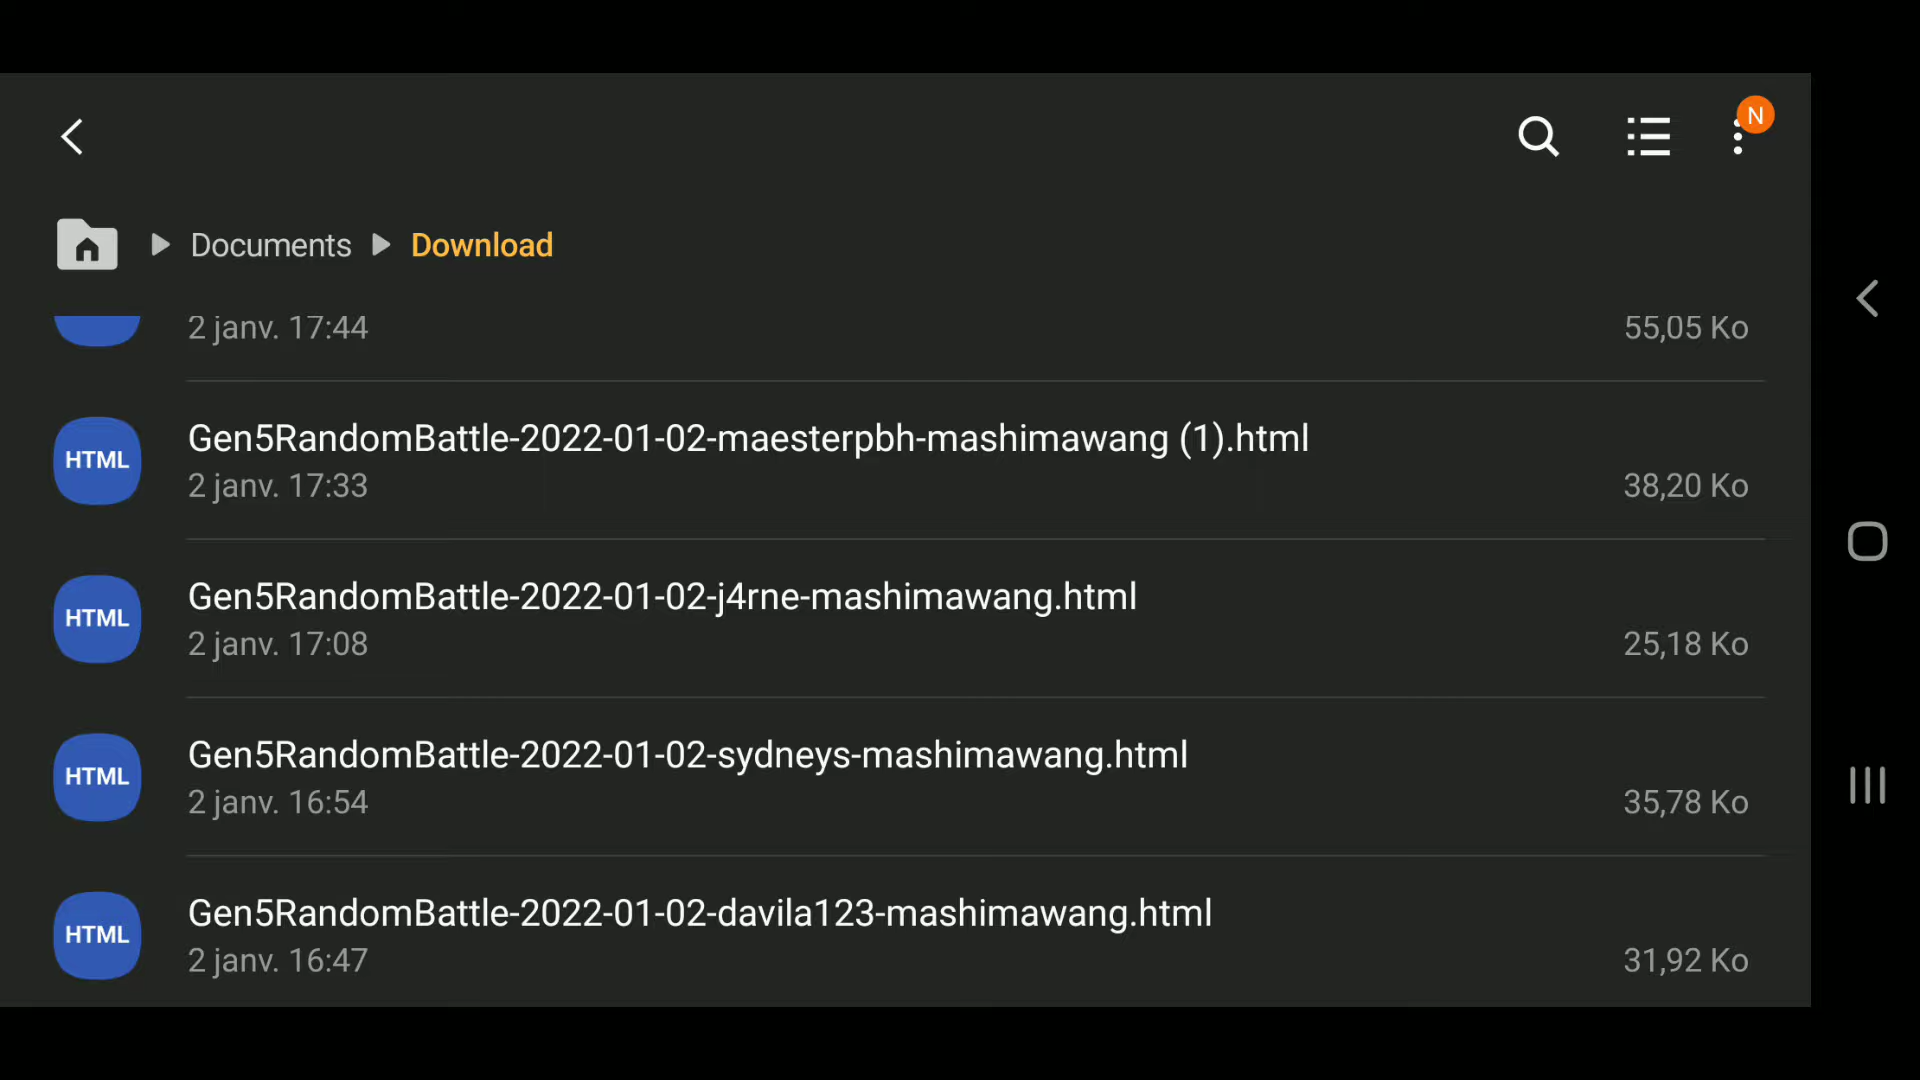 N
Documents Download
2 janv. 17:44 55,05 Ko
HTML Gen5RandomBattle-2022-01-02-maesterpbh-mashimawang (1).html
2 janv. 17:33 38,20 Ko
HTML Gen5RandomBattle-2022-01-02-j4rne-mashimawang.html
2 janv. 17:08 25,18 Ko
HTML Gen5RandomBattle-2022-01-02-sydneys-mashimawang.html
2 janv. 16:54 35,78 Ko
HTML Gen5RandomBattle-2022-01-02-davila123-mashimawang.html
2 janv. 16:47 31,92 Ko